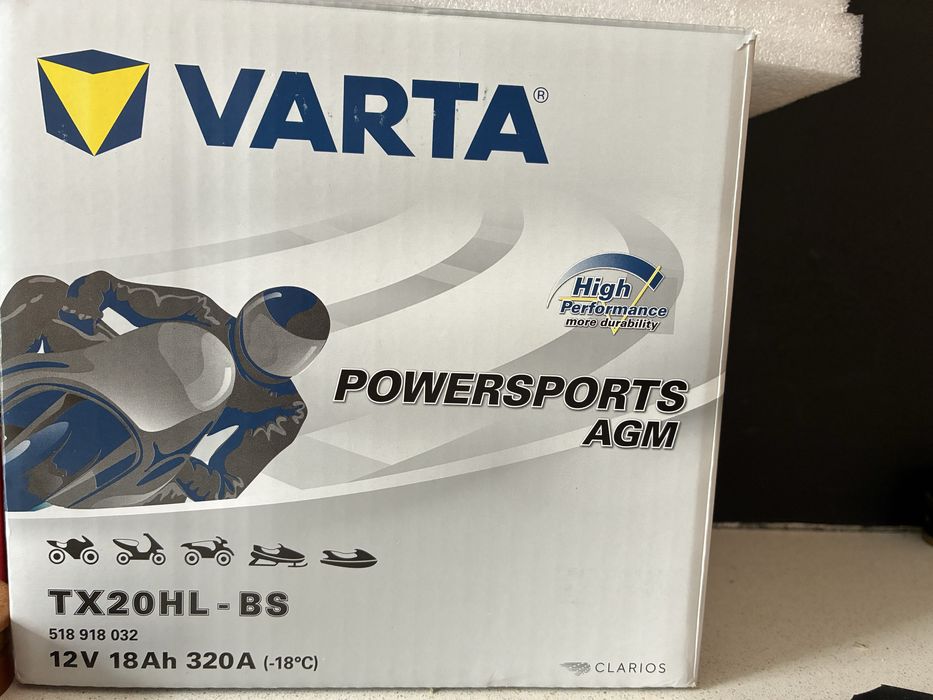 VARTA®
High
Performance
more durability
POWERSPORTS
AGM
TX20HL-BS
518 918 032
12V 18Ah 320A (-18°C)
CLARIOS